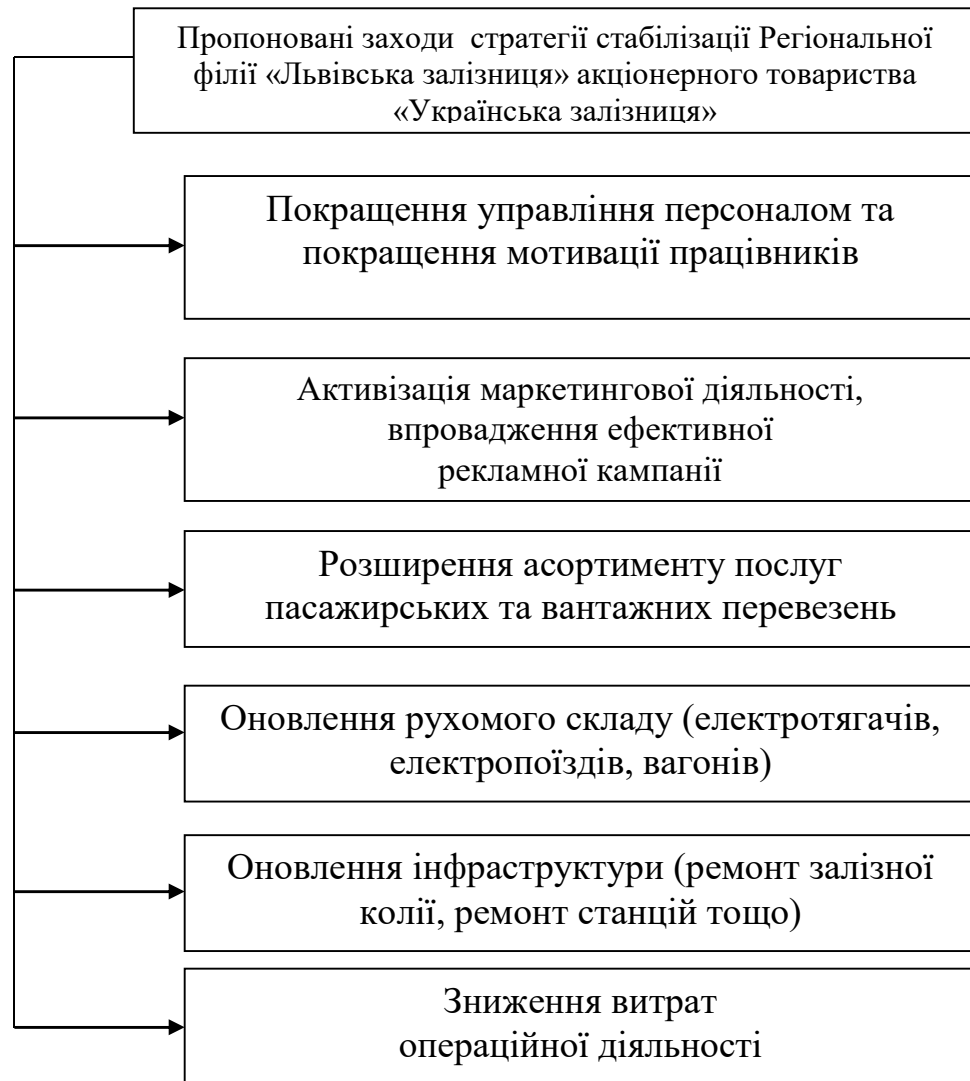 Пропоновані заходи стратегії стабілізації Регіональної
філії «Львівська залізниця» акціонерного товариства
«Українська залізниця»
Покращення управління персоналом та
покращення мотивації працівників
Активізація маркетингової діяльності,
впровадження ефективної
рекламної кампанії
Розширення асортименту послуг
пасажирських та вантажних перевезень
Оновлення рухомого складу (електротягачів,
електропоїздів, вагонів)
Оновлення інфраструктури (ремонт залізної
колії, ремонт станцій тощо)
Зниження витрат
операційної діяльності